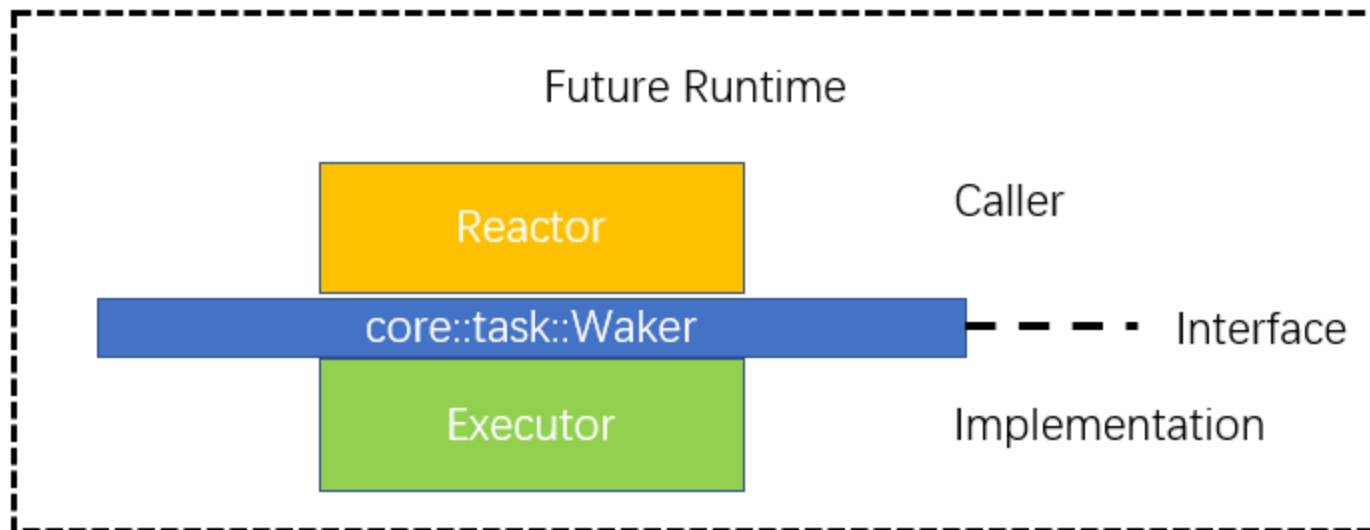 Future Runtime
Reactor
Caller
core::task::Waker
Interface
Executor
Implementation